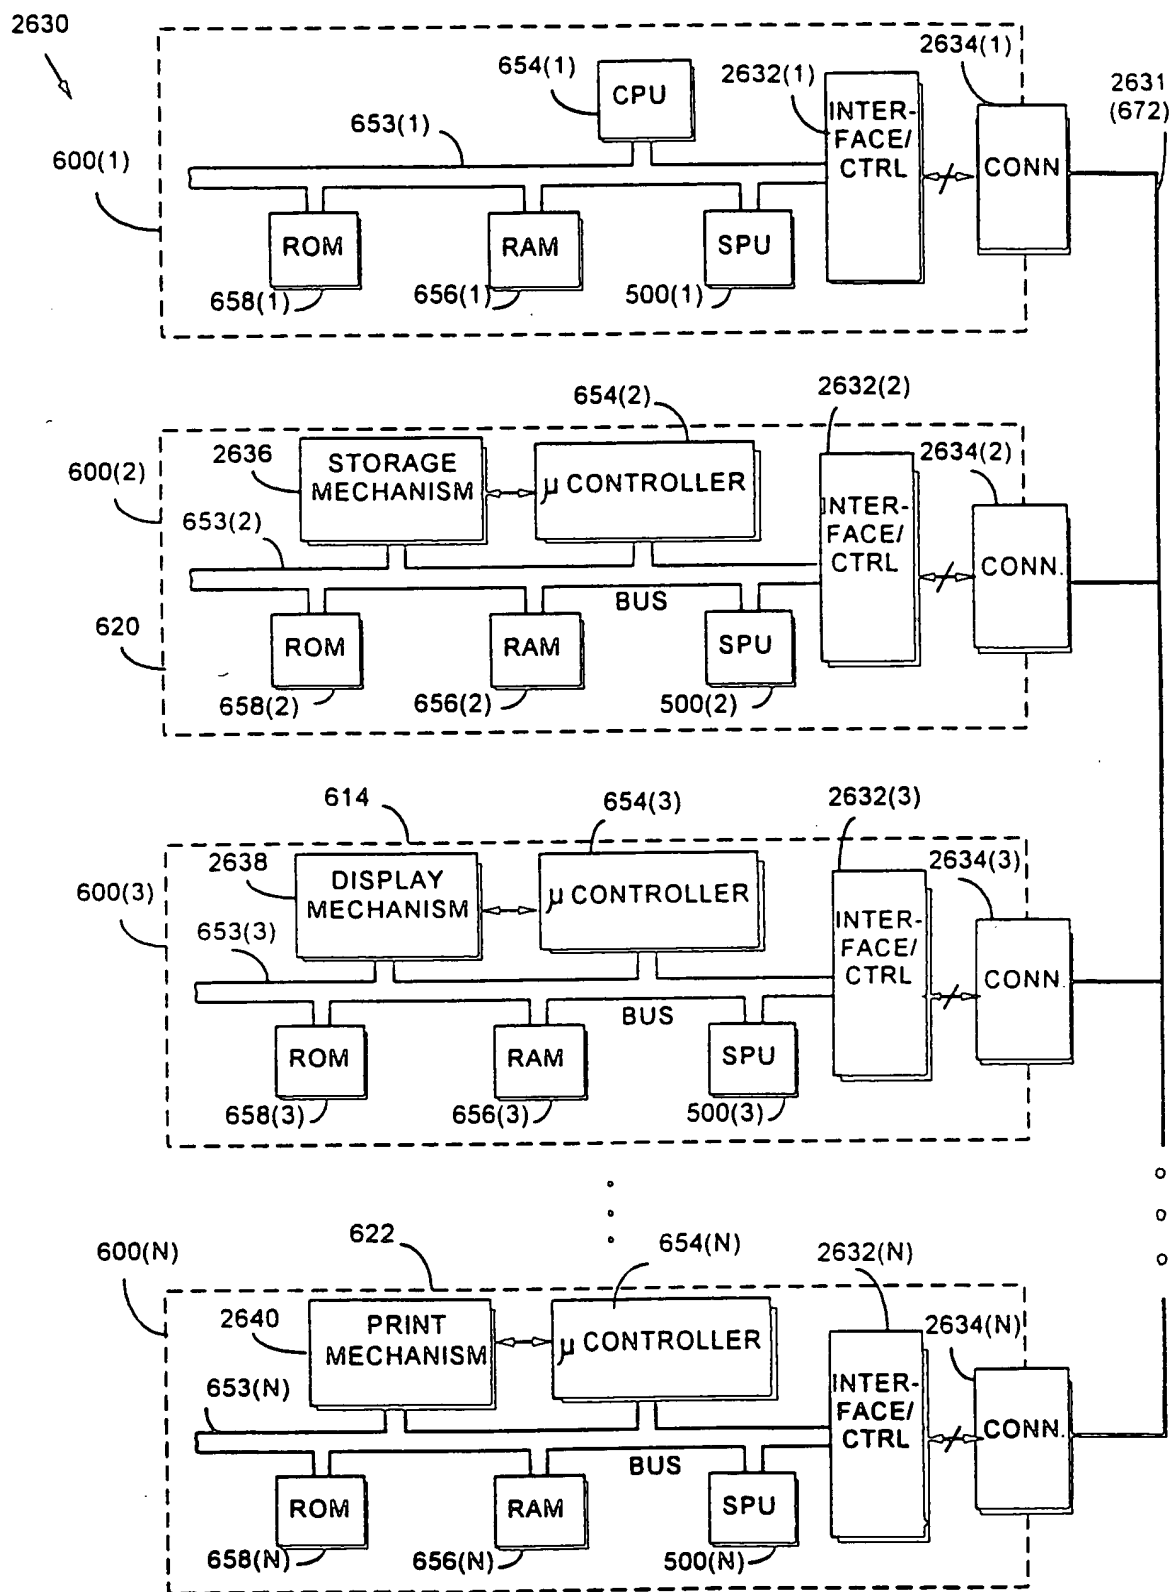 2630
2634(1)
654(1)
2632(1)
2631
(672)
CPU
INTER-
FACE/
CTRL
653(1)
600(1)
CONN
ROM
RAM
SPU
658(1)
656(1)
500(1)
654(2)
2632(2)
2636
STORAGE
MECHANISM
μ CONTROLLER
2634(2)
600(2)
INTER-
FACE/
CTRL
653(2)
CONN.
BUS
620
ROM
RAM
SPU
658(2)
656(2)
500(2)
614
654(3)
2632(3)
2638
DISPLAY
MECHANISM
μ CONTROLLER
2634(3)
600(3)
INTER-
FACE/
CTRL
653(3)
CONN.
BUS
ROM
RAM
SPU
658(3)
656(3)
500(3)
622
654(N)
2632(N)
600(N)
2640
PRINT
MECHANISM
μ CONTROLLER
2634(N)
INTER-
FACE/
CTRL
653(N)
CONN.
BUS
ROM
RAM
SPU
658(N)
656(N)
500(N)